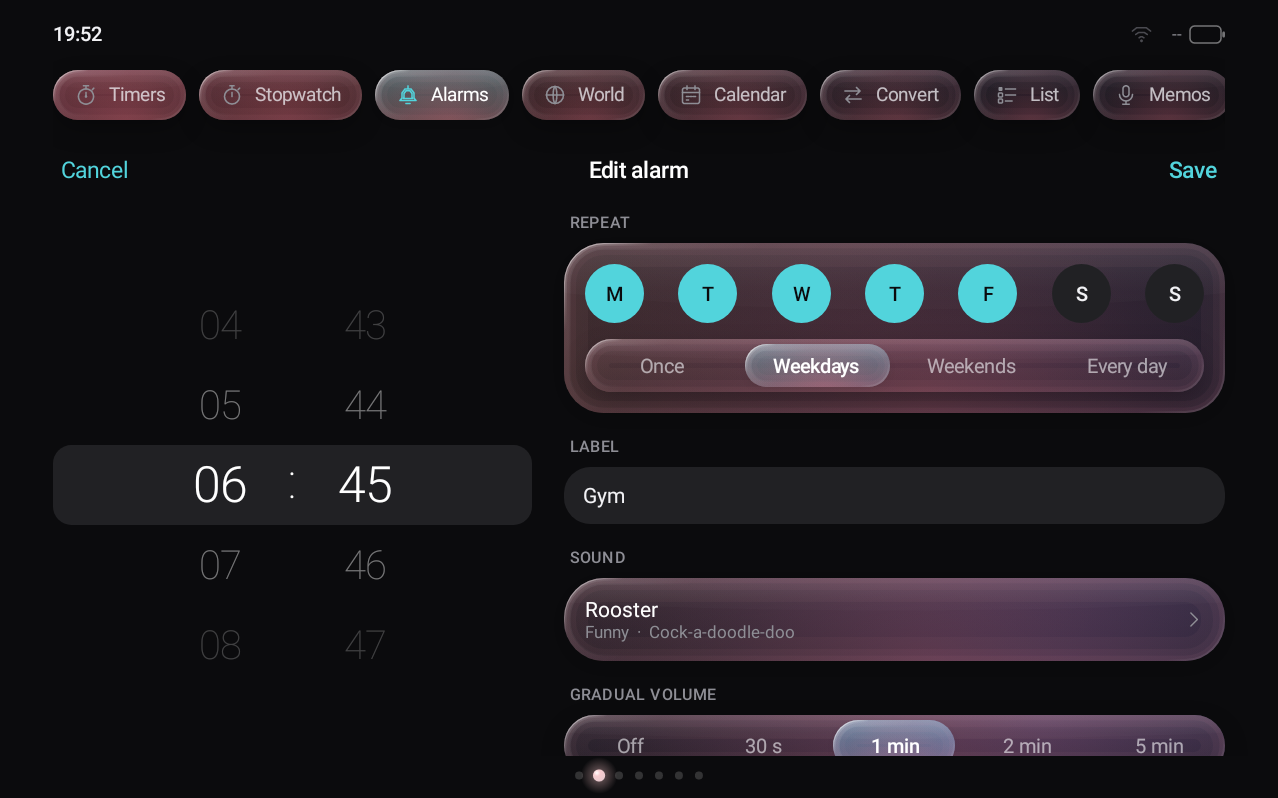 19:52
--
Timers Stopwatch Alarms World Calendar Convert List Memos
Cancel Edit alarm Save
REPEAT
M T W T F S S
Once Weekdays Weekends Every day
04 43
05 44
06 : 45
07 46
08 47
LABEL
Gym
SOUND
Rooster
Funny · Cock-a-doodle-doo
GRADUAL VOLUME
Off 30 s 1 min 2 min 5 min